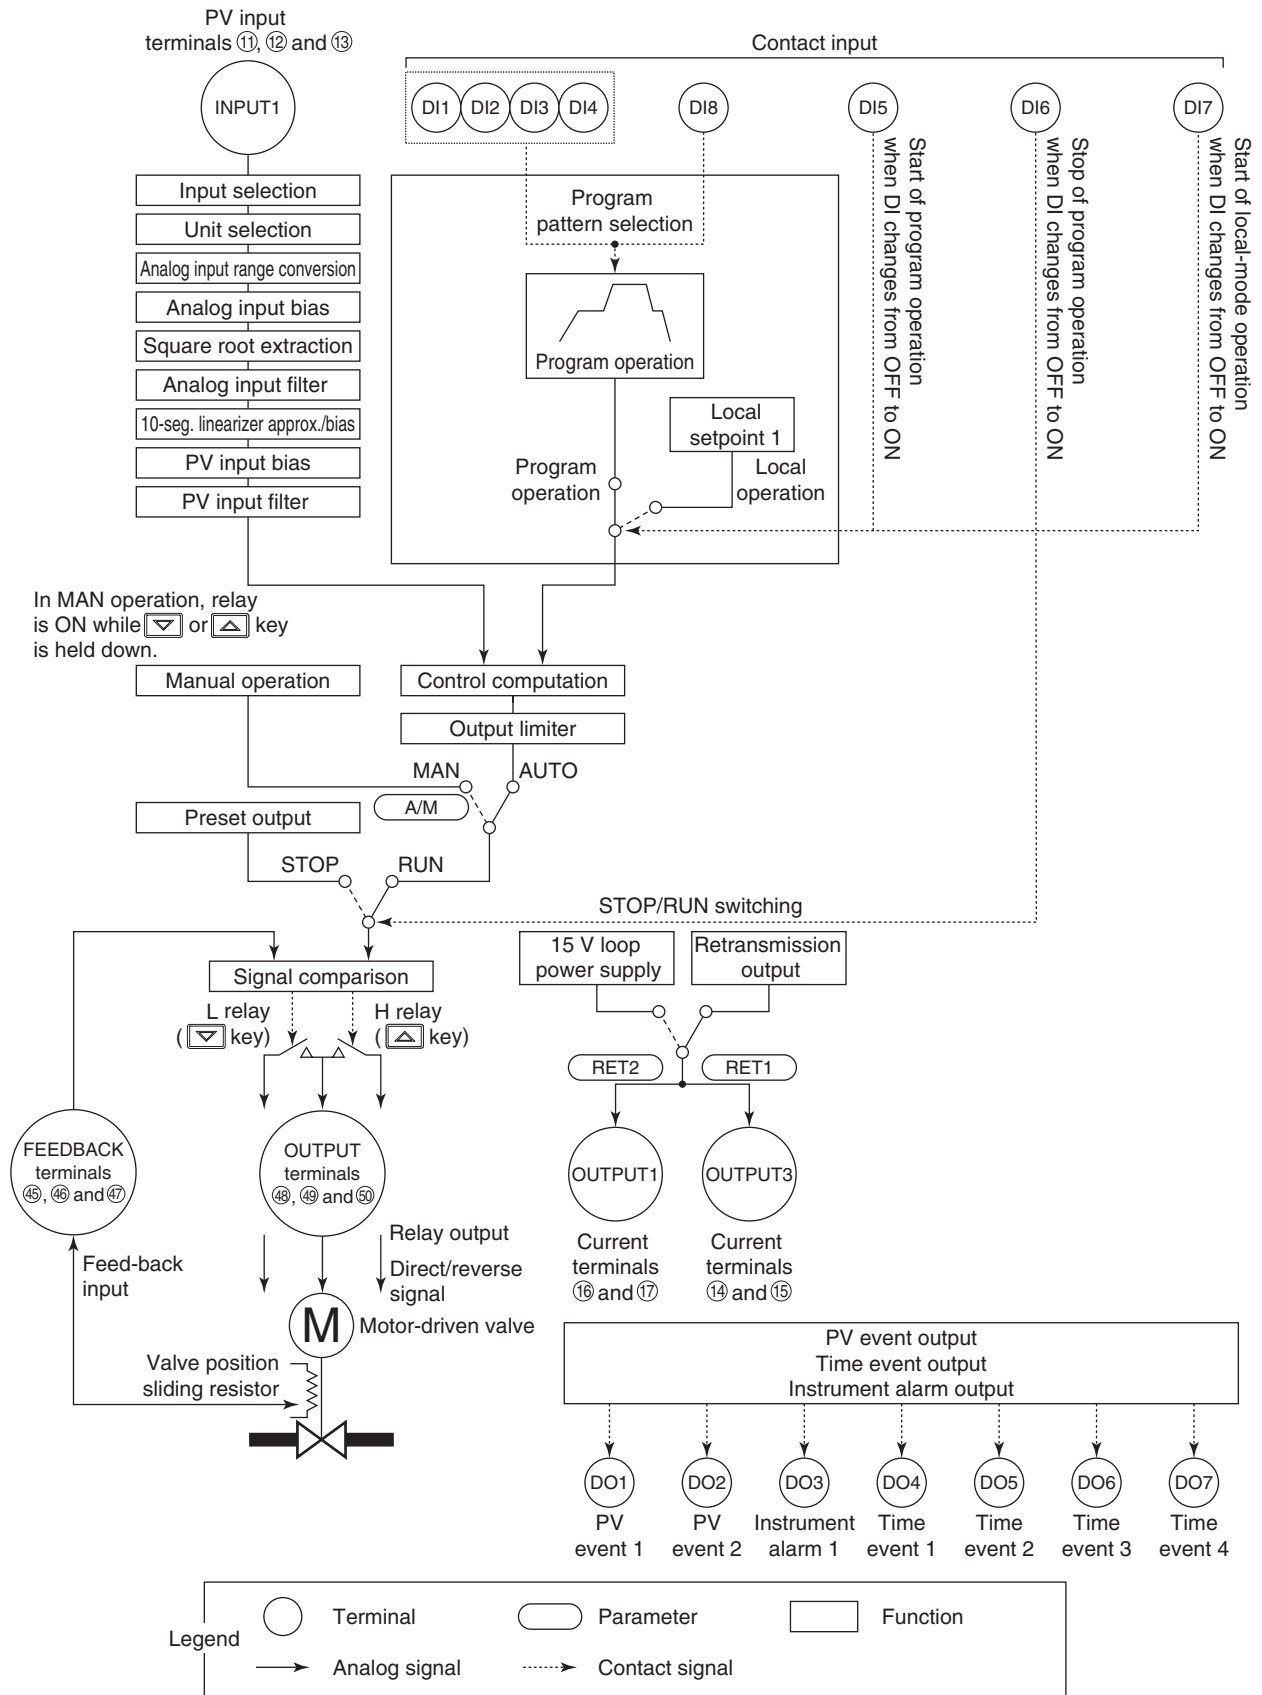 PV input
terminals ⑪, ⑫ and ⑬
Contact input
INPUT1
DI1
DI2
DI3
DI4
DI8
DI5
DI6
DI7
Start of program operation
when DI changes from OFF to ON
Stop of program operation
when DI changes from OFF to ON
Start of local-mode operation
when DI changes from OFF to ON
Input selection
Unit selection
Analog input range conversion
Analog input bias
Square root extraction
Analog input filter
10-seg. linearizer approx./bias
PV input bias
PV input filter
Program
pattern selection
Program operation
Local
setpoint 1
Program
operation
Local
operation
In MAN operation, relay
is ON while ▽ or △ key
is held down.
Manual operation
Control computation
Output limiter
MAN
AUTO
A/M
Preset output
STOP
RUN
STOP/RUN switching
Signal comparison
L relay
( ▽ key)
H relay
( △ key)
15 V loop
power supply
Retransmission
output
RET2
RET1
FEEDBACK
terminals
㊺, ㊻ and ㊼
OUTPUT
terminals
㊽, ㊾ and ㊿
OUTPUT1
OUTPUT3
Current
terminals
⑯ and ⑰
Current
terminals
⑭ and ⑮
Feed-back
input
Relay output
Direct/reverse
signal
M
Motor-driven valve
Valve position
sliding resistor
PV event output
Time event output
Instrument alarm output
DO1
DO2
DO3
DO4
DO5
DO6
DO7
PV
event 1
PV
event 2
Instrument
alarm 1
Time
event 1
Time
event 2
Time
event 3
Time
event 4
Legend
Terminal
Parameter
Function
Analog signal
Contact signal